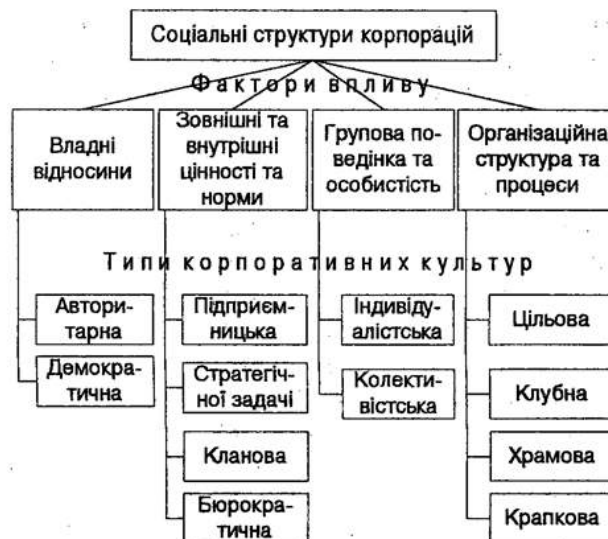 Соціальні структури корпорацій
Фактори впливу
Владні
відносини
Зовнішні та
внутрішні
цінності та
норми
Групова по-
ведінка та
особистість
Організаційна
структура та
процеси
Типи корпоративних культур
Автори-
тарна
Демокра-
тична
Підприєм-
ницька
Стратегіч-
ної задачі
Кланова
Бюрокра-
тична
Індивіду-
алістська
Колекти-
вістська
Цільова
Клубна
Храмова
Крапкова